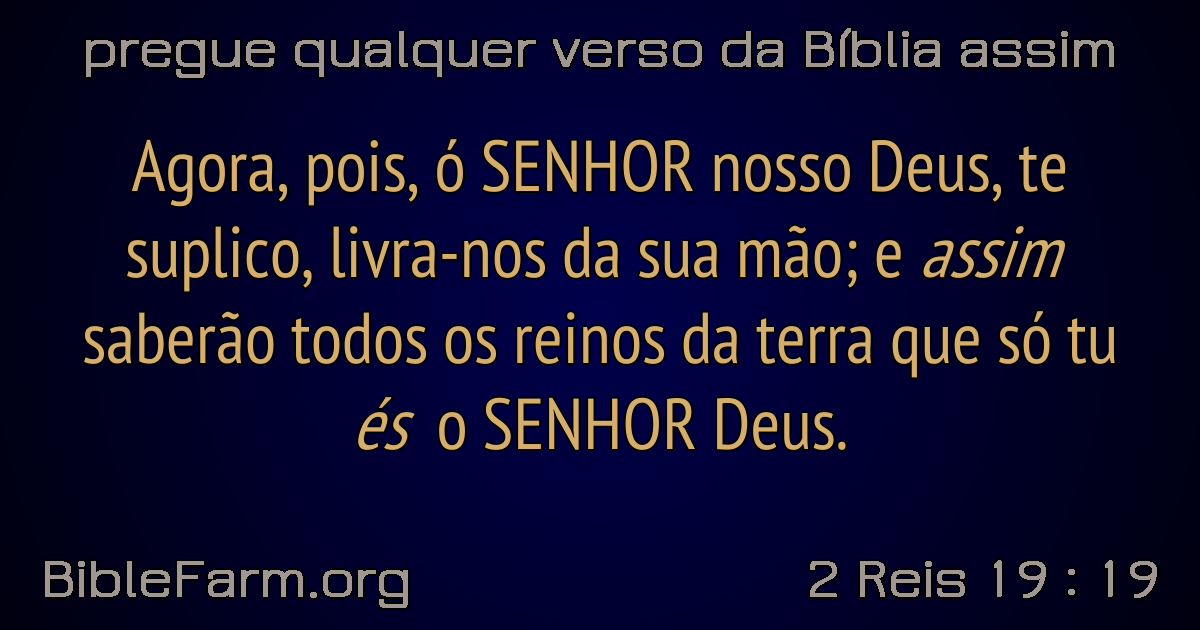 pregue qualquer verso da Bíblia assim
Agora, pois, ó SENHOR nosso Deus, te
suplico, livra-nos da sua mão; e assim
saberão todos os reinos da terra que só tu
és o SENHOR Deus.
BibleFarm.org
2 Reis 19 : 19